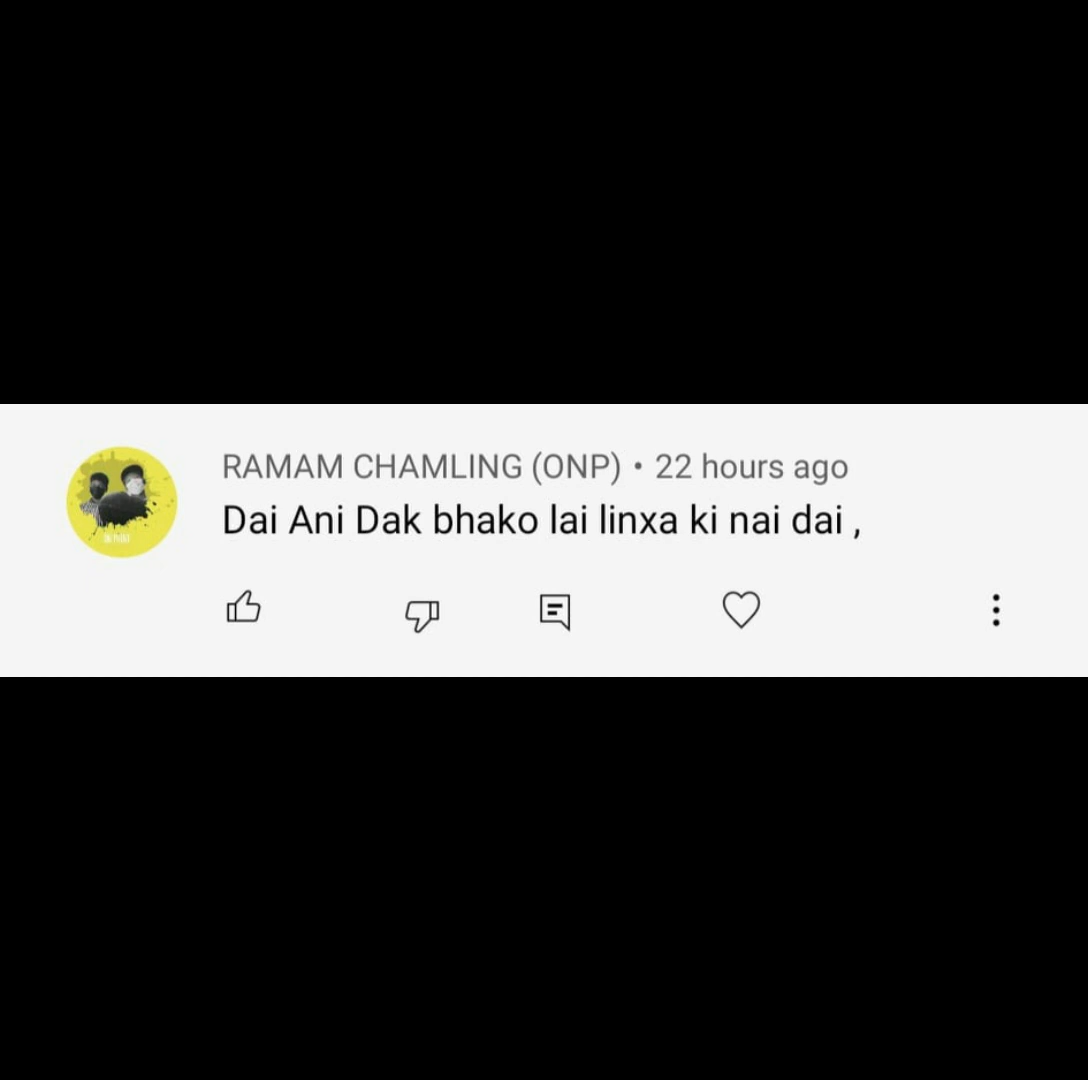 RAMAM CHAMLING (ONP) • 22 hours ago
Dai Ani Dak bhako lai linxa ki nai dai ,